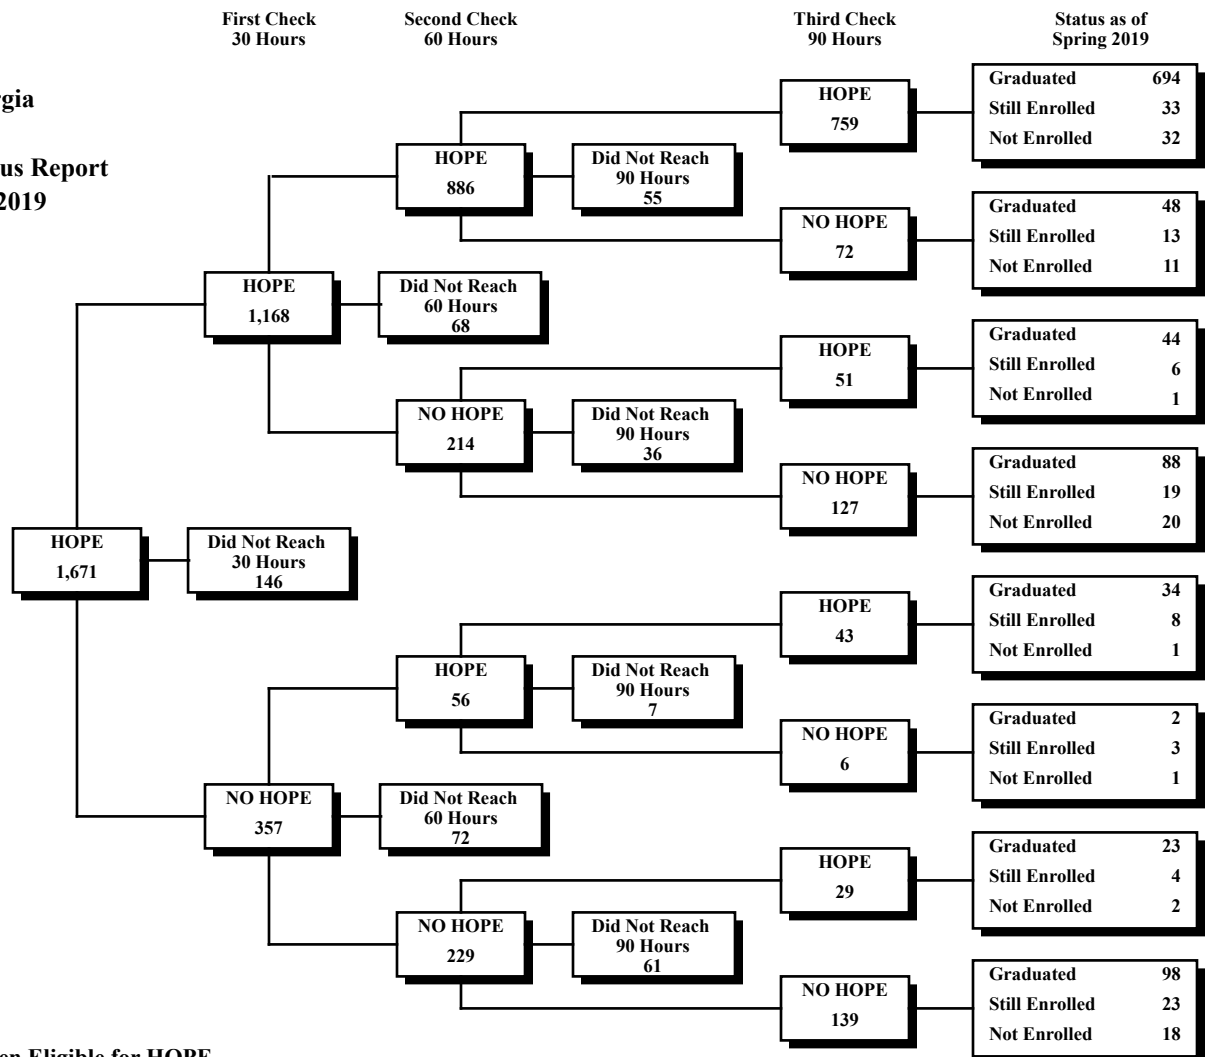 First Check
30 Hours
Second Check
60 Hours
Third Check
90 Hours
Status as of
Spring 2019
rgia
us Report
2019
HOPE
1,671
Did Not Reach
30 Hours
146
HOPE
1,168
Did Not Reach
60 Hours
68
NO HOPE
357
Did Not Reach
60 Hours
72
HOPE
886
Did Not Reach
90 Hours
55
NO HOPE
214
Did Not Reach
90 Hours
36
HOPE
56
Did Not Reach
90 Hours
7
NO HOPE
229
Did Not Reach
90 Hours
61
HOPE
759
Graduated 694
Still Enrolled 33
Not Enrolled 32
NO HOPE
72
Graduated 48
Still Enrolled 13
Not Enrolled 11
HOPE
51
Graduated 44
Still Enrolled 6
Not Enrolled 1
NO HOPE
127
Graduated 88
Still Enrolled 19
Not Enrolled 20
HOPE
43
Graduated 34
Still Enrolled 8
Not Enrolled 1
NO HOPE
6
Graduated 2
Still Enrolled 3
Not Enrolled 1
HOPE
29
Graduated 23
Still Enrolled 4
Not Enrolled 2
NO HOPE
139
Graduated 98
Still Enrolled 23
Not Enrolled 18
en Eligible for HOPE